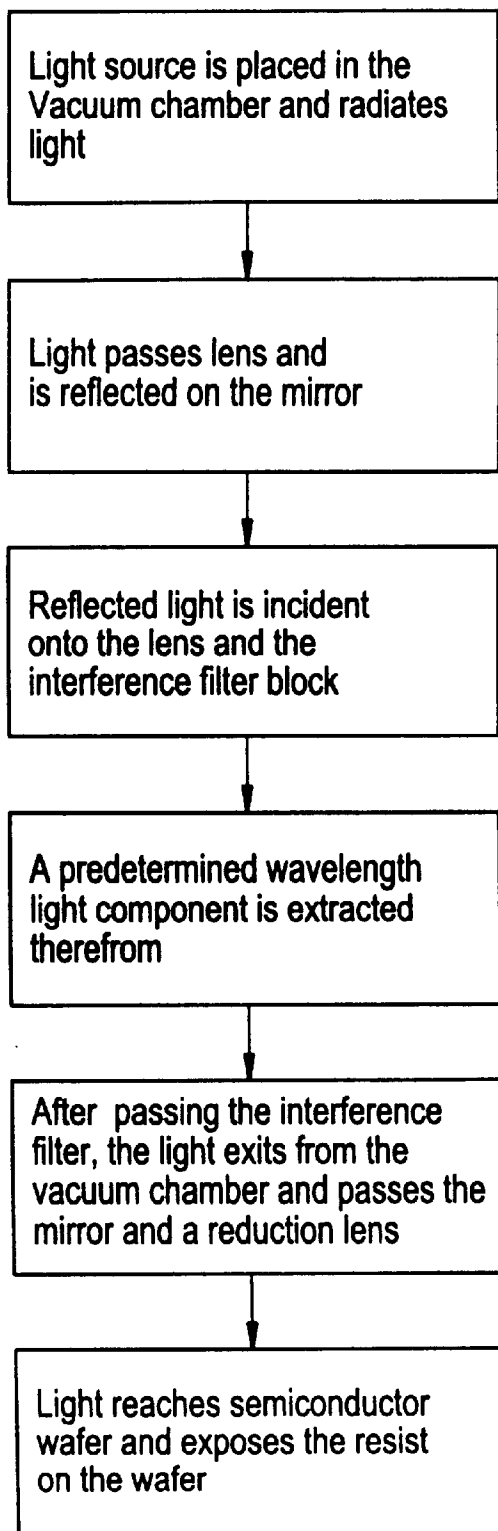 Light source is placed in the
Vacuum chamber and radiates
light
Light passes lens and
is reflected on the mirror
Reflected light is incident
onto the lens and the
interference filter block
A predetermined wavelength
light component is extracted
therefrom
After passing the interference
filter, the light exits from the
vacuum chamber and passes the
mirror and a reduction lens
Light reaches semiconductor
wafer and exposes the resist
on the wafer